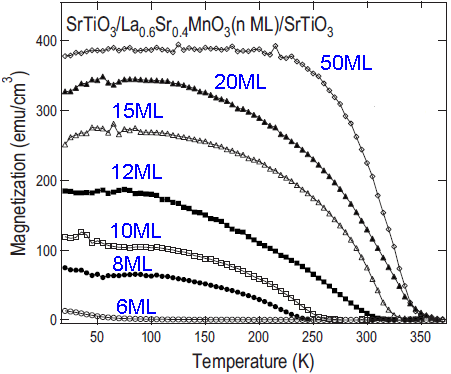 SrTiO₃/La₀.₆Sr₀.₄MnO₃(n ML)/SrTiO₃
400
50ML
20ML
300
15ML
200
12ML
10ML
100
8ML
6ML
0
50 100 150 200 250 300 350
Temperature (K)
Magnetization (emu/cm³)